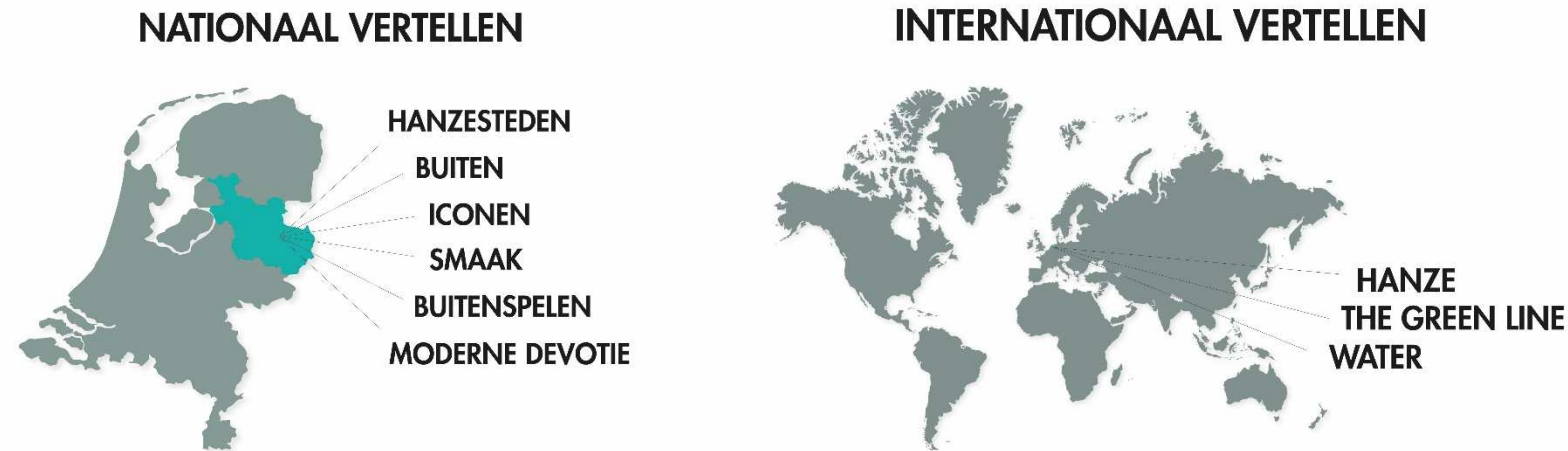 NATIONAAL VERTELLEN
HANZESTEDEN
BUITEN
ICONEN
SMAAK
BUITENSPELEN
MODERNE DEVOTIE
INTERNATIONAAL VERTELLEN
HANZE
THE GREEN LINE
WATER